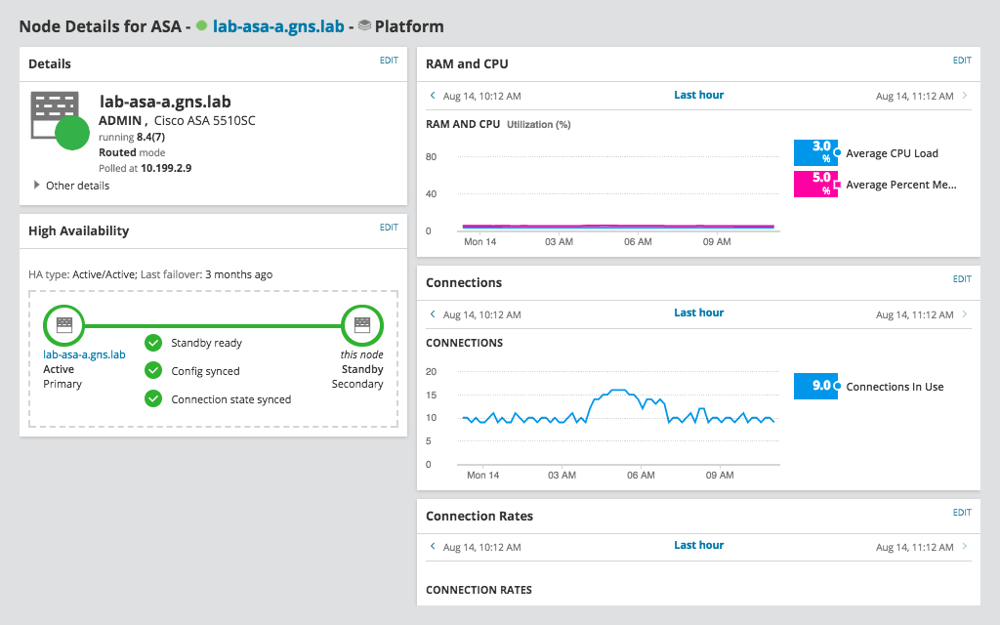 Node Details for ASA - lab-asa-a.gns.lab - Platform
Details
EDIT
lab-asa-a.gns.lab
ADMIN , Cisco ASA 5510SC
running 8.4(7)
Routed mode
Polled at 10.199.2.9
Other details
High Availability
EDIT
HA type: Active/Active; Last failover: 3 months ago
lab-asa-a.gns.lab
Active
Primary
Standby ready
Config synced
Connection state synced
this node
Standby
Secondary
RAM and CPU
EDIT
Aug 14, 10:12 AM
Last hour
Aug 14, 11:12 AM
RAM AND CPU Utilization (%)
80
40
0
Mon 14
03 AM
06 AM
09 AM
3.0 %
Average CPU Load
5.0 %
Average Percent Me...
Connections
EDIT
Aug 14, 10:12 AM
Last hour
Aug 14, 11:12 AM
CONNECTIONS
20
15
10
5
0
Mon 14
03 AM
06 AM
09 AM
9.0
Connections In Use
Connection Rates
EDIT
Aug 14, 10:12 AM
Last hour
Aug 14, 11:12 AM
CONNECTION RATES